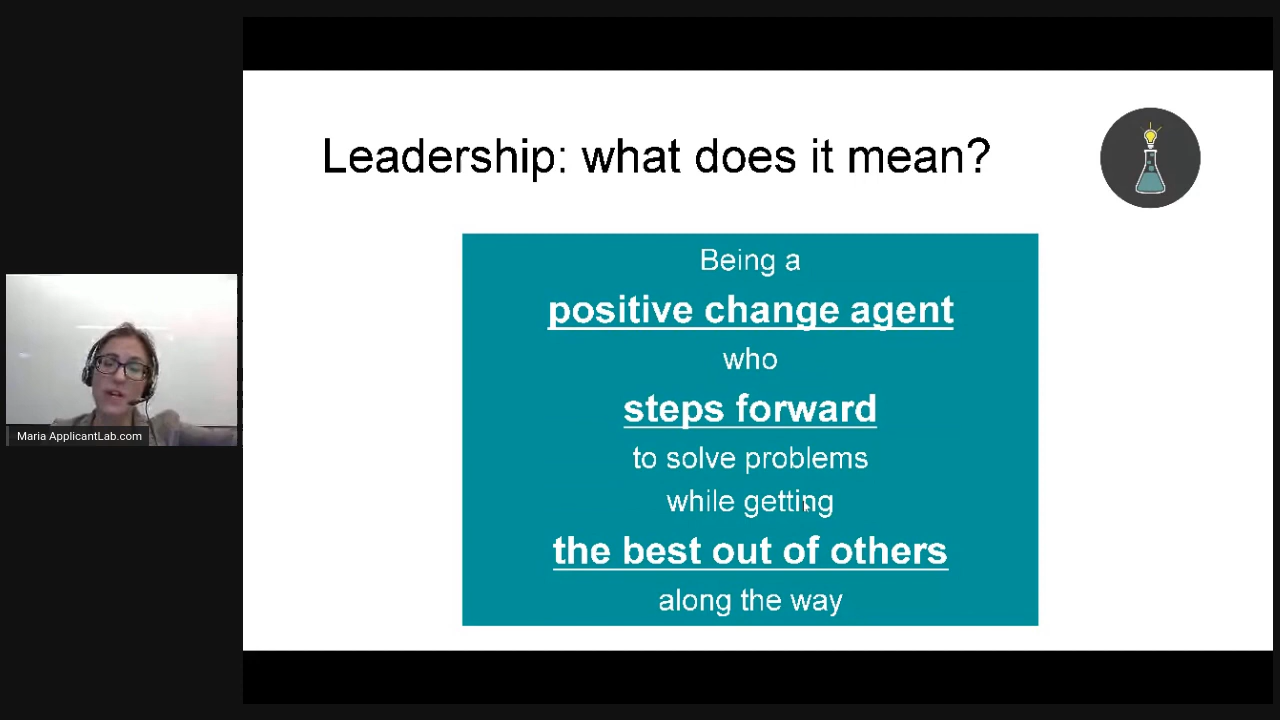 Leadership: what does it mean?
Being a
positive change agent
who
steps forward
to solve problems
while getting
the best out of others
along the way
Maria ApplicantLab.com